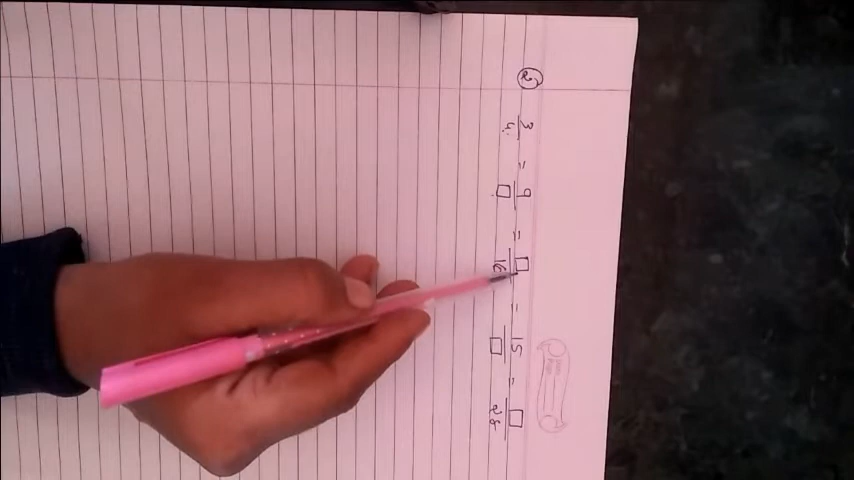 2
3/4 = 9/□ = □/16 = 15/□ = □/28